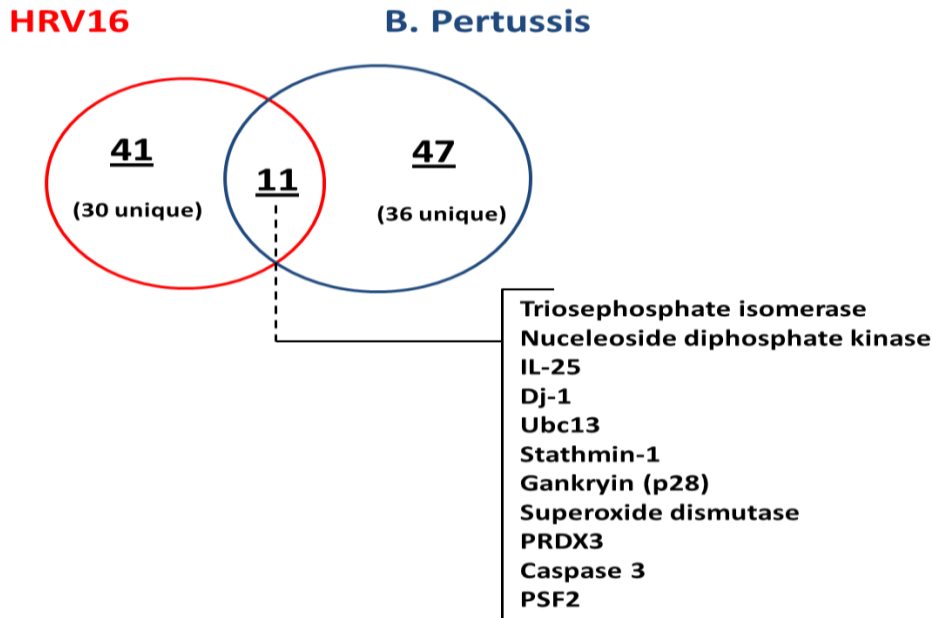 HRV16
B. Pertussis
41
(30 unique)
11
47
(36 unique)
Triosephosphate isomerase
Nuceleoside diphosphate kinase
IL-25
Dj-1
Ubc13
Stathmin-1
Gankryin (p28)
Superoxide dismutase
PRDX3
Caspase 3
PSF2